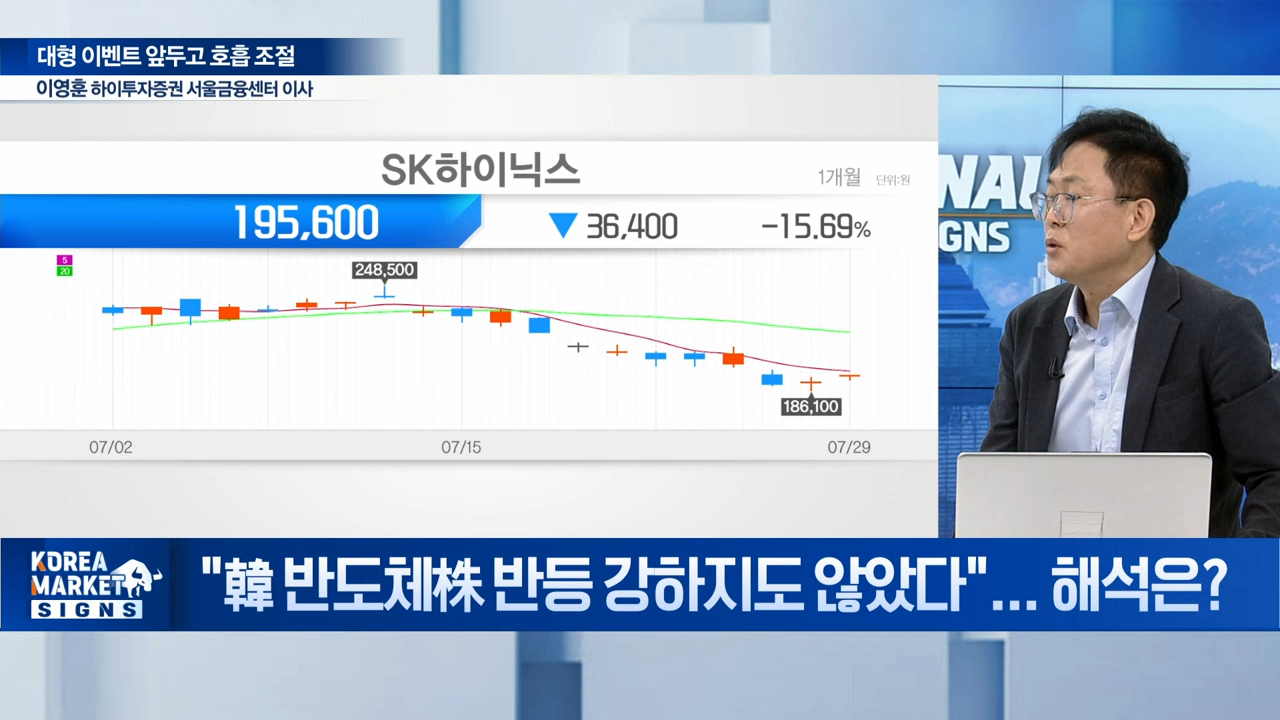 대형 이벤트 앞두고 호흡 조절
이영훈 하이투자증권 서울금융센터 이사
SK하이닉스
1개월 단위:원
195,600 ▼ 36,400 -15.69%
5
20
248,500
186,100
07/02 07/15 07/29
NAL
GNS
KOREA
MARKET
SIGNS
"韓 반도체株 반등 강하지도 않았다"... 해석은?